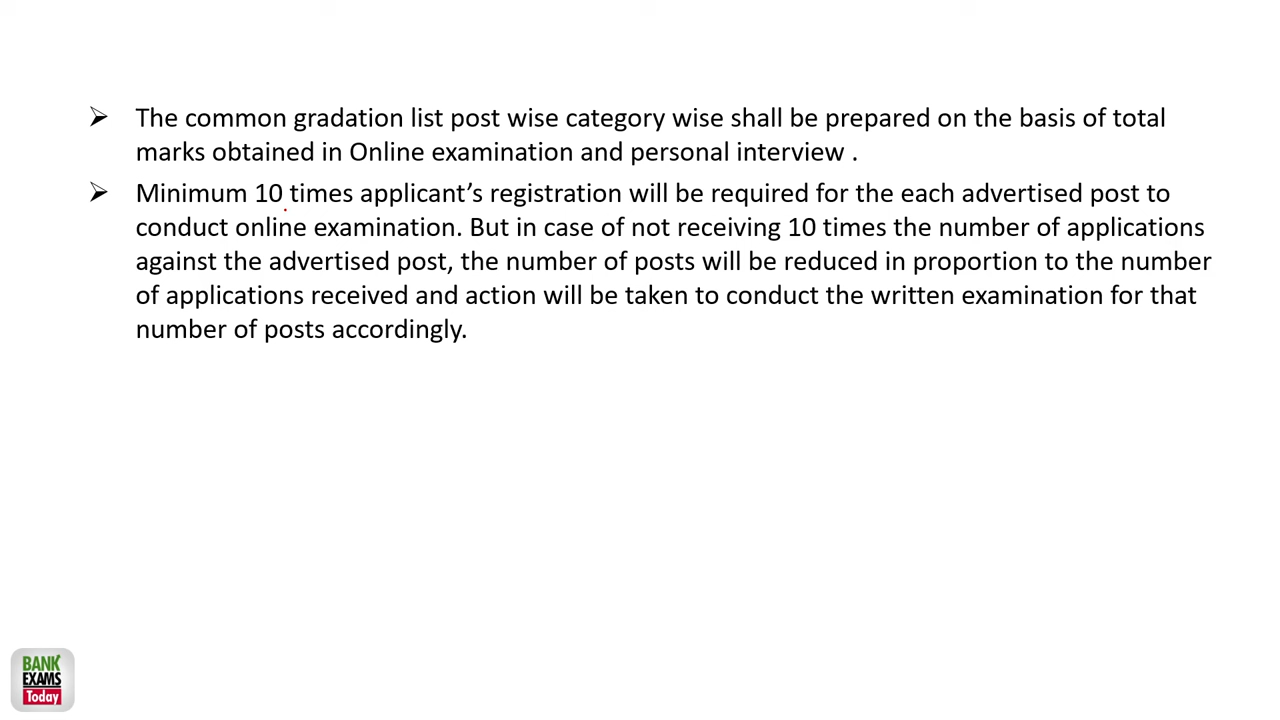 ➢ The common gradation list post wise category wise shall be prepared on the basis of total
marks obtained in Online examination and personal interview .
➢ Minimum 10 times applicant’s registration will be required for the each advertised post to
conduct online examination. But in case of not receiving 10 times the number of applications
against the advertised post, the number of posts will be reduced in proportion to the number
of applications received and action will be taken to conduct the written examination for that
number of posts accordingly.
BANK
EXAMS
Today